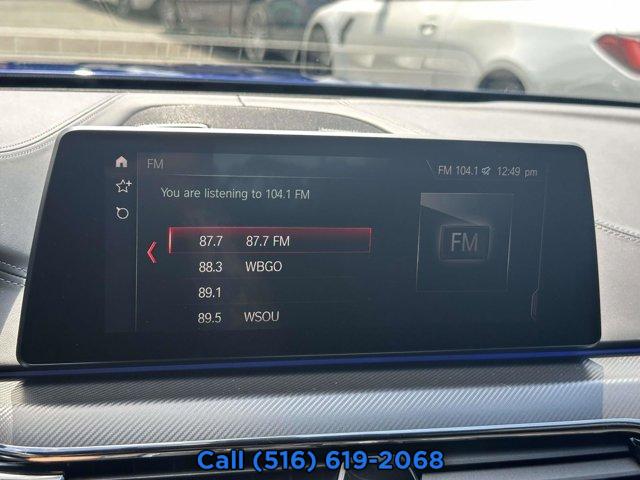 FM
FM 104.1 12:49 pm
You are listening to 104.1 FM
87.7 87.7 FM
88.3 WBGO
89.1
89.5 WSOU
FM
Call (516) 619-2068